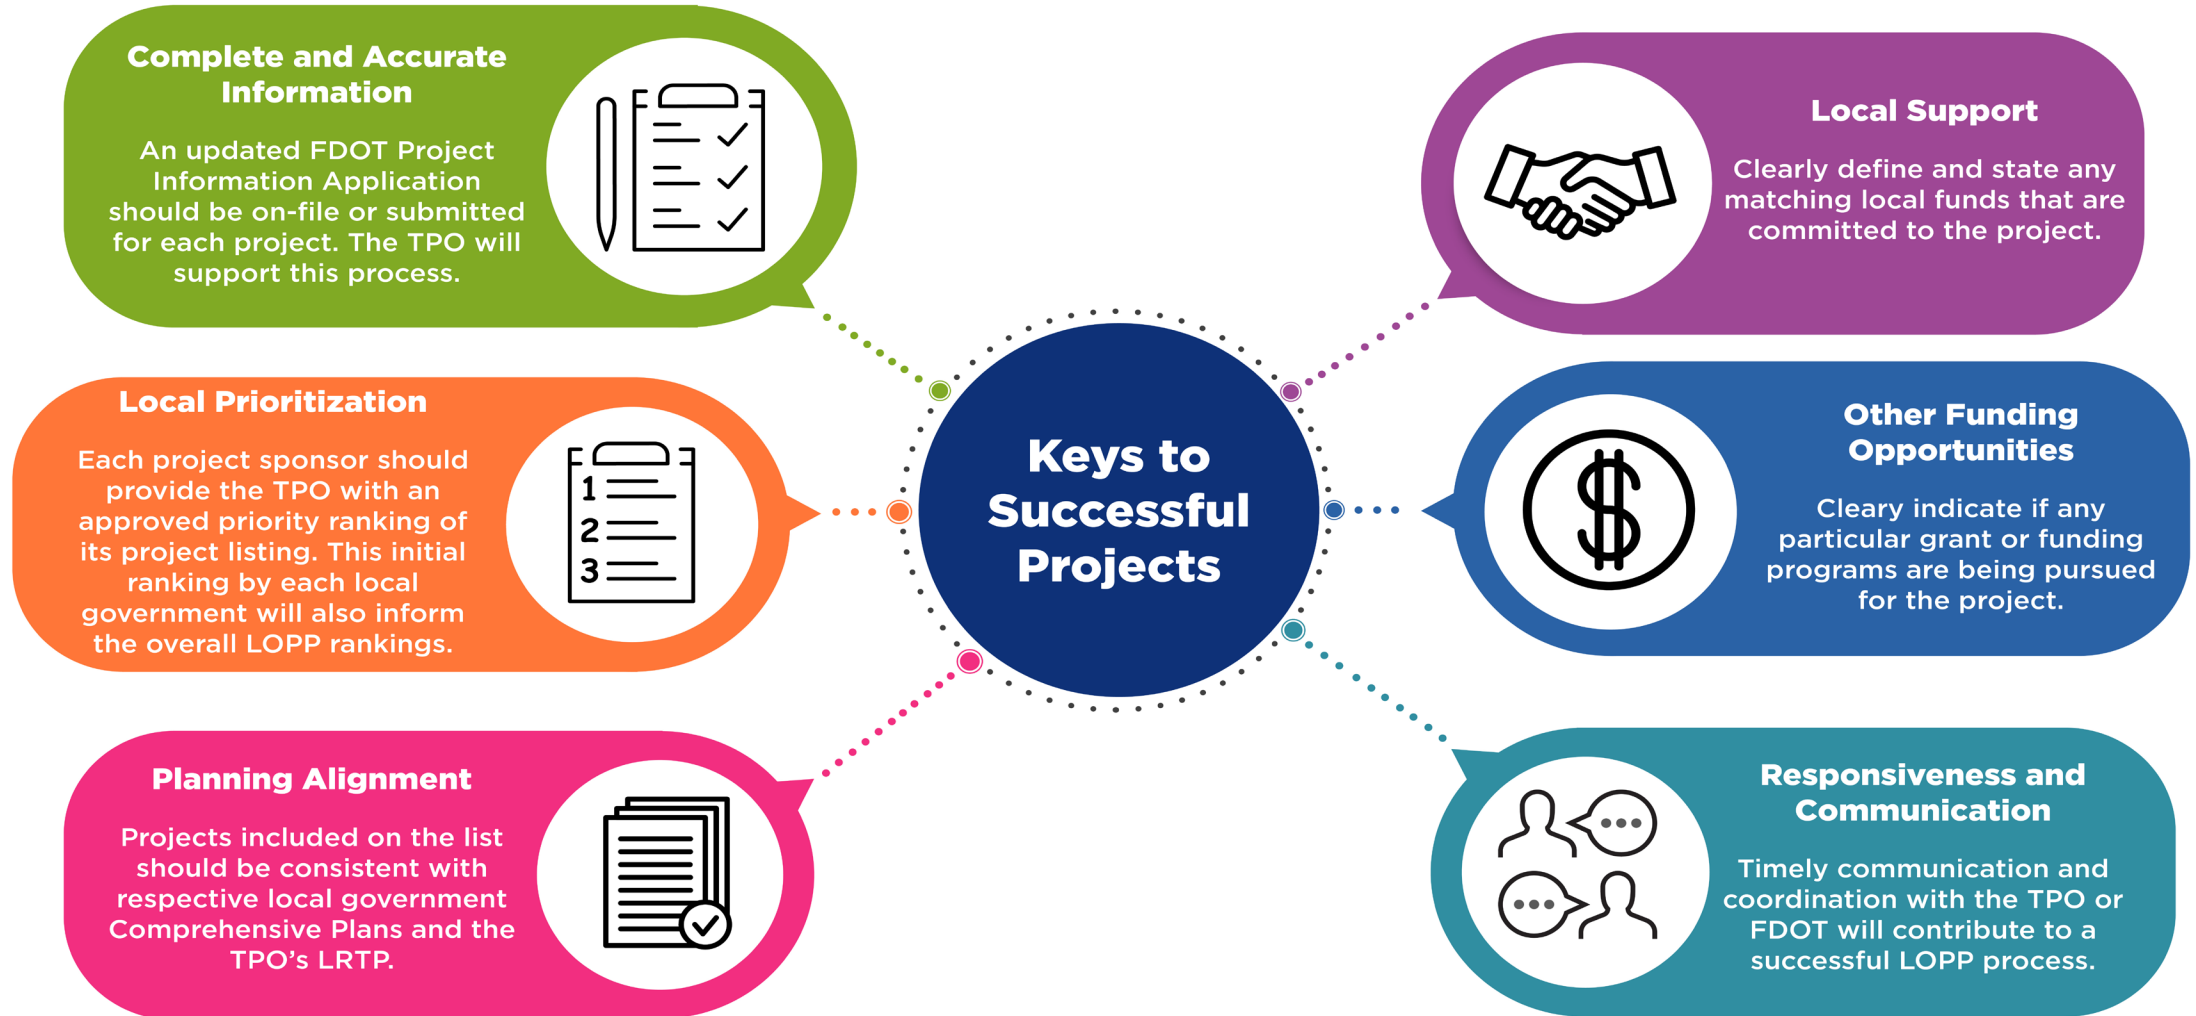 Complete and Accurate
Information
An updated FDOT Project
Information Application
should be on-file or submitted
for each project. The TPO will
support this process.
Local Prioritization
Each project sponsor should
provide the TPO with an
approved priority ranking of
its project listing. This initial
ranking by each local
government will also inform
the overall LOPP rankings.
1
2
3
Planning Alignment
Projects included on the list
should be consistent with
respective local government
Comprehensive Plans and the
TPO’s LRTP.
Keys to
Successful
Projects
Local Support
Clearly define and state any
matching local funds that are
committed to the project.
Other Funding
Opportunities
Cleary indicate if any
particular grant or funding
programs are being pursued
for the project.
$
Responsiveness and
Communication
Timely communication and
coordination with the TPO or
FDOT will contribute to a
successful LOPP process.